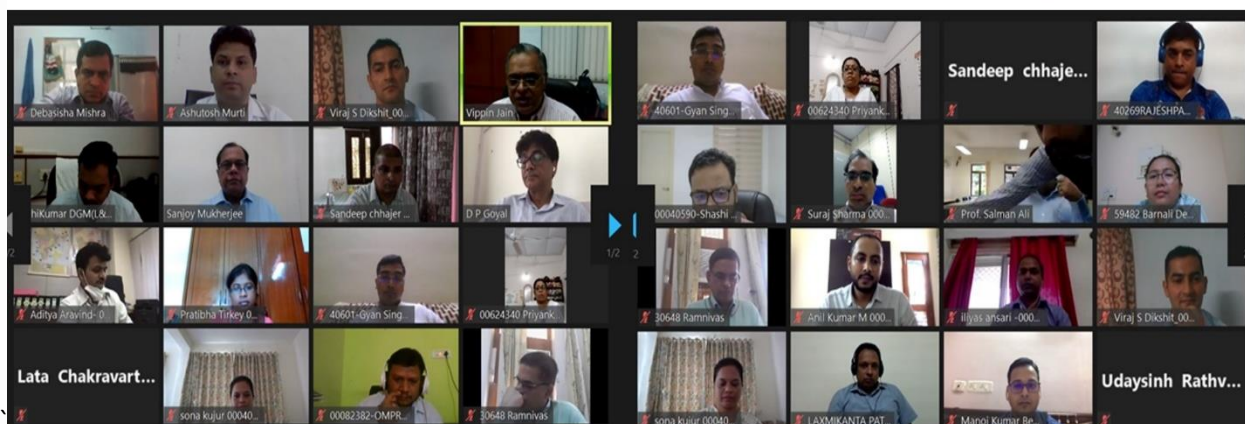 Debasisha Mishra
Ashutosh Murti
Viraj S Dikshit_00...
Vippin Jain
40601-Gyan Sing...
00624340 Priyank...
Sandeep chhaje...
40269RAJESHPA...
hiKumar DGM(L&...
Sanjoy Mukherjee
Sandeep chhajer ...
D P Goyal
00040590-Shashi ...
Suraj Sharma 000...
Prof. Salman Ali
59482 Barnali De...
1/2
2
/2
Aditya Aravind- 0...
Pratibha Tirkey 0...
40601-Gyan Sing...
00624340 Priyank...
30648 Ramnivas
Anil Kumar M 000...
iliyas ansari -000...
Viraj S Dikshit_00...
Lata Chakravart...
sona kujur 00040...
00082382-OMPR...
30648 Ramnivas
sona kujur 00040...
LAXMIKANTA PAT...
Manoj Kumar Be...
Udaysinh Rathv...